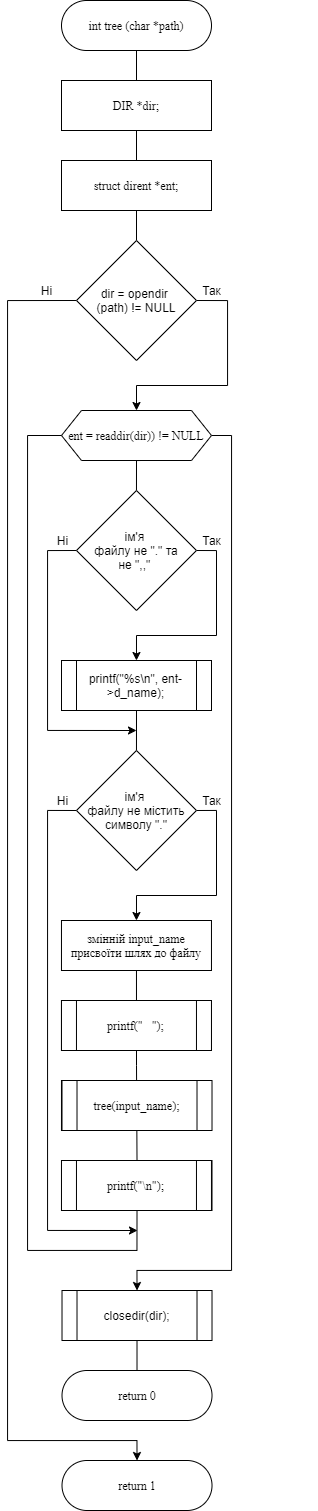 int tree (char *path)
DIR *dir;
struct dirent *ent;
Ні
dir = opendir
(path) != NULL
Так
ent = readdir(dir)) != NULL
Ні
ім'я
файлу не "." та
не ",,"
Так
printf("%s\n", ent-
>d_name);
Ні
ім'я
файлу не містить
символу "."
Так
змінній input_name
присвоїти шлях до файлу
printf("   ");
tree(input_name);
printf("\n");
closedir(dir);
return 0
return 1